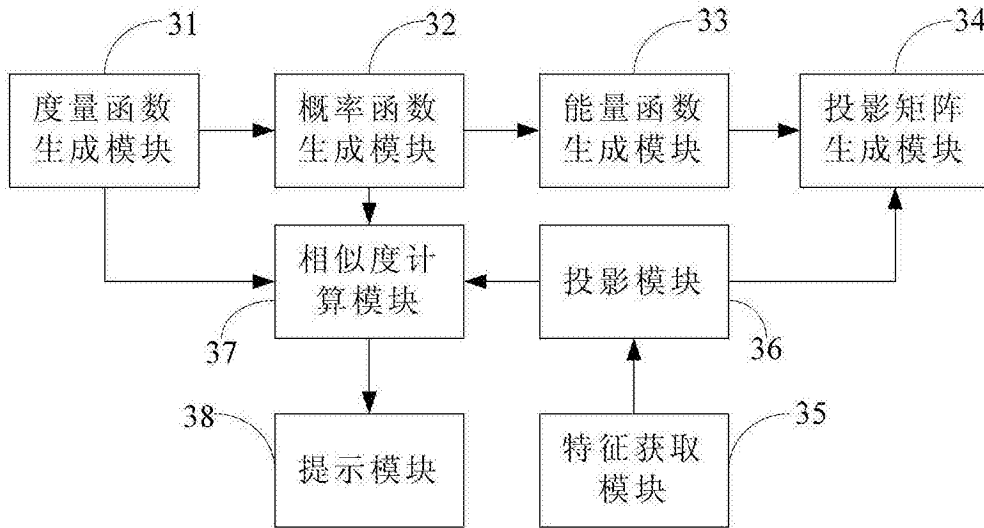 31
32
33
34
度量函数
生成模块
概率函数
生成模块
能量函数
生成模块
投影矩阵
生成模块
相似度计
算模块
投影模块
37
36
38
35
提示模块
特征获取
模块